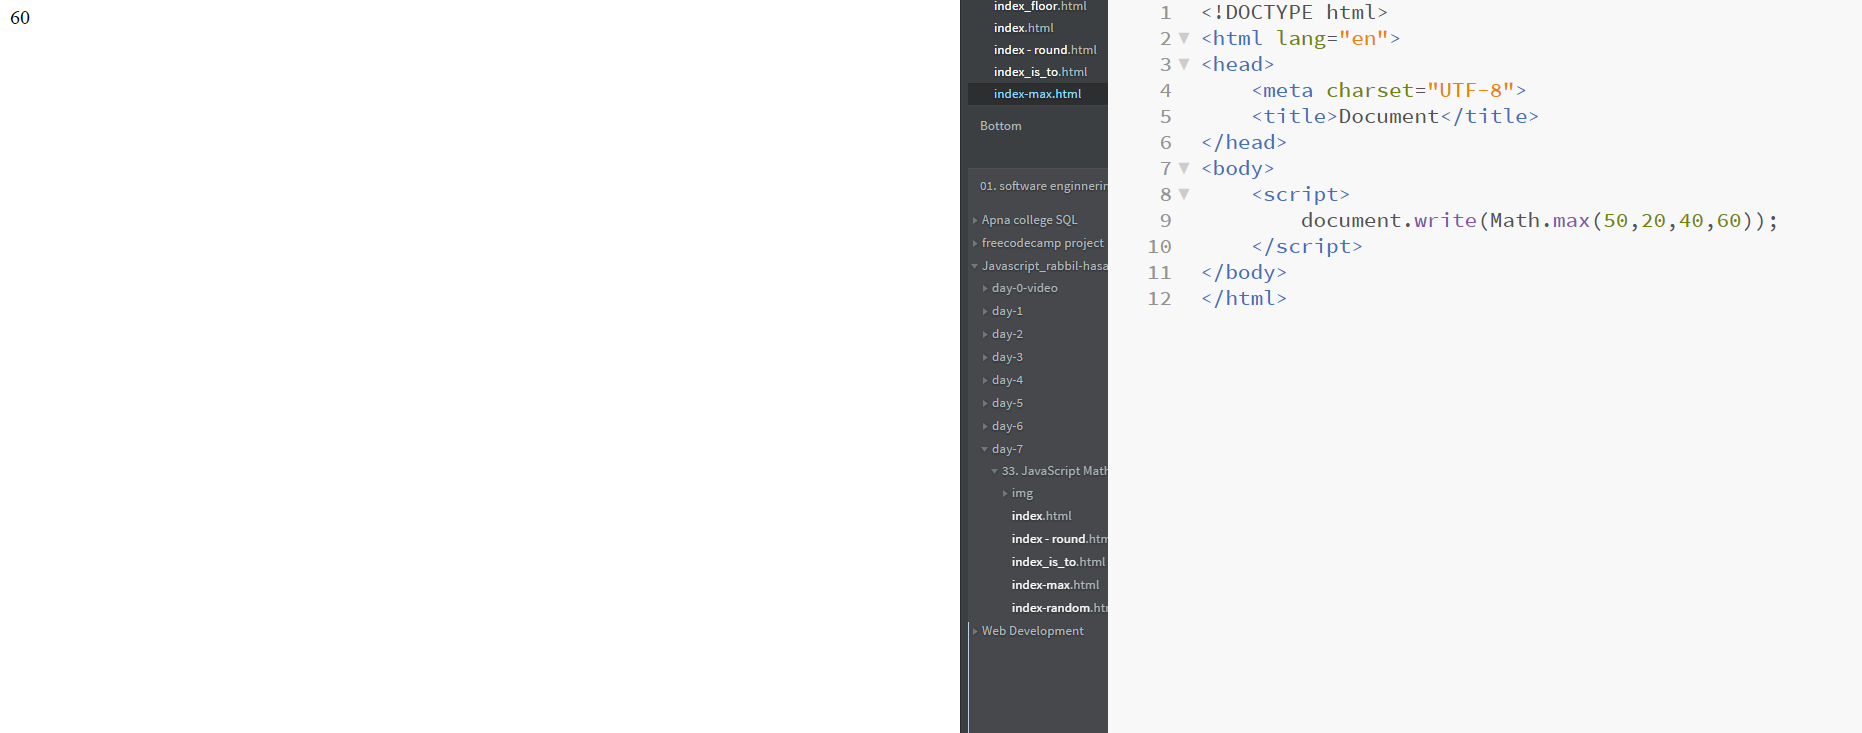 60
index_floor.html
index.html
index - round.html
index_is_to.html
index-max.html
Bottom
01. software enginnerin
Apna college SQL
freecodecamp project
Javascript_rabbil-hasa
day-0-video
day-1
day-2
day-3
day-4
day-5
day-6
day-7
33. JavaScript Math
img
index.html
index - round.htm
index_is_to.html
index-max.html
index-random.htm
Web Development
1 <!DOCTYPE html>
2 <html lang="en">
3 <head>
4 <meta charset="UTF-8">
5 <title>Document</title>
6 </head>
7 <body>
8 <script>
9 document.write(Math.max(50,20,40,60));
10 </script>
11 </body>
12 </html>